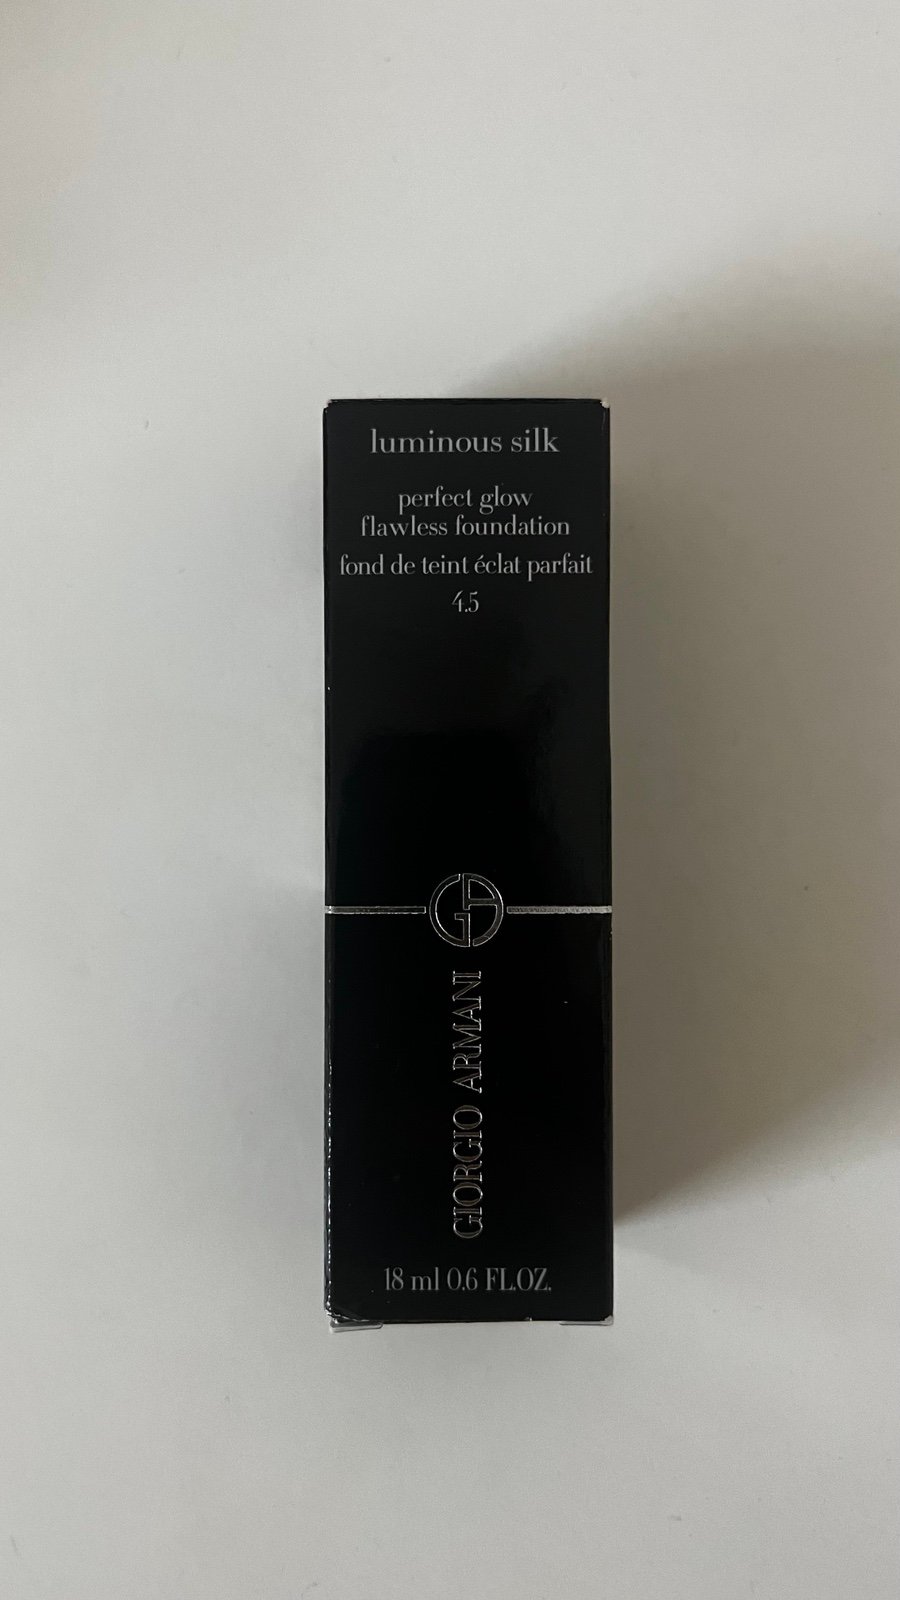 luminous silk
perfect glow
flawless foundation
fond de teint éclat parfait
4.5
GA
GIORGIO ARMANI
18 ml 0.6 FL.OZ.